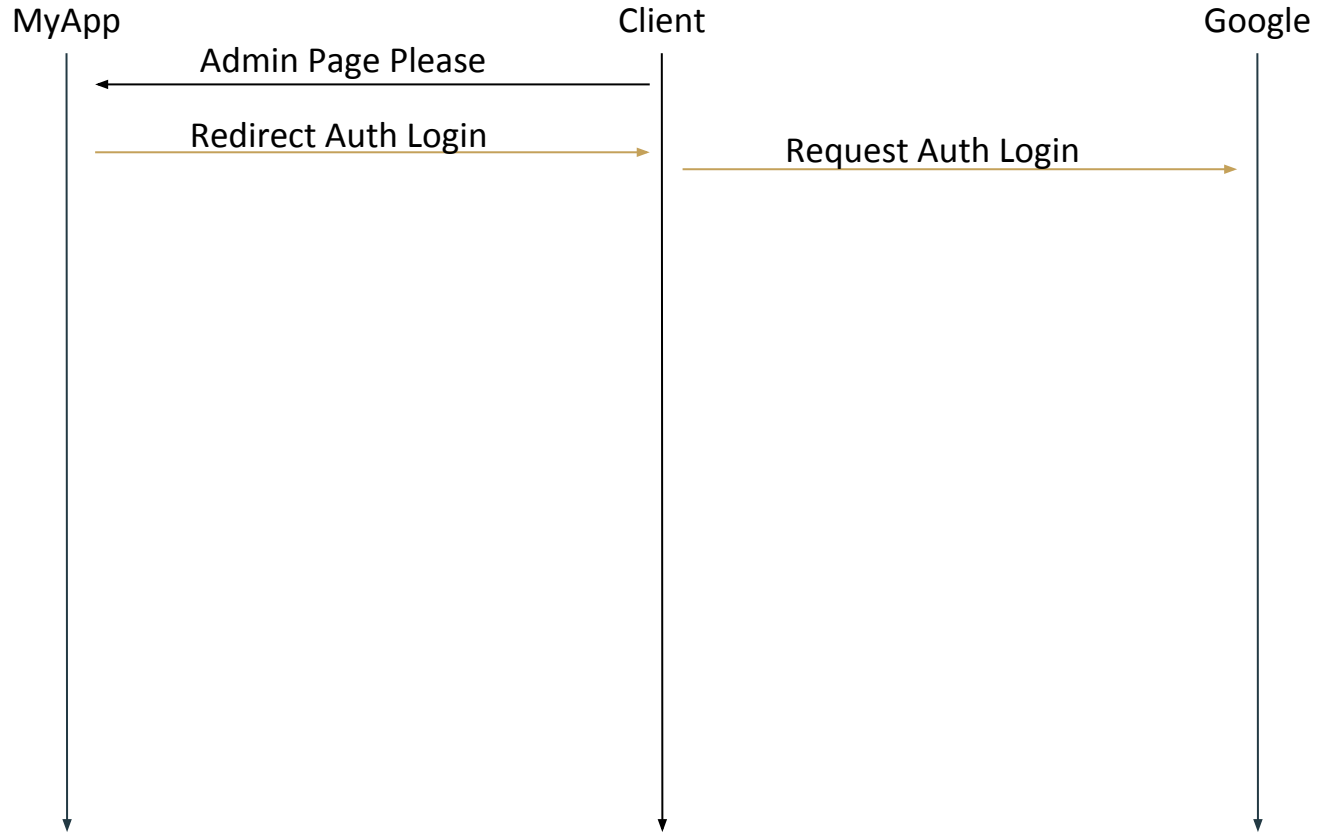 MyApp
Client
Google
Admin Page Please
Redirect Auth Login
Request Auth Login